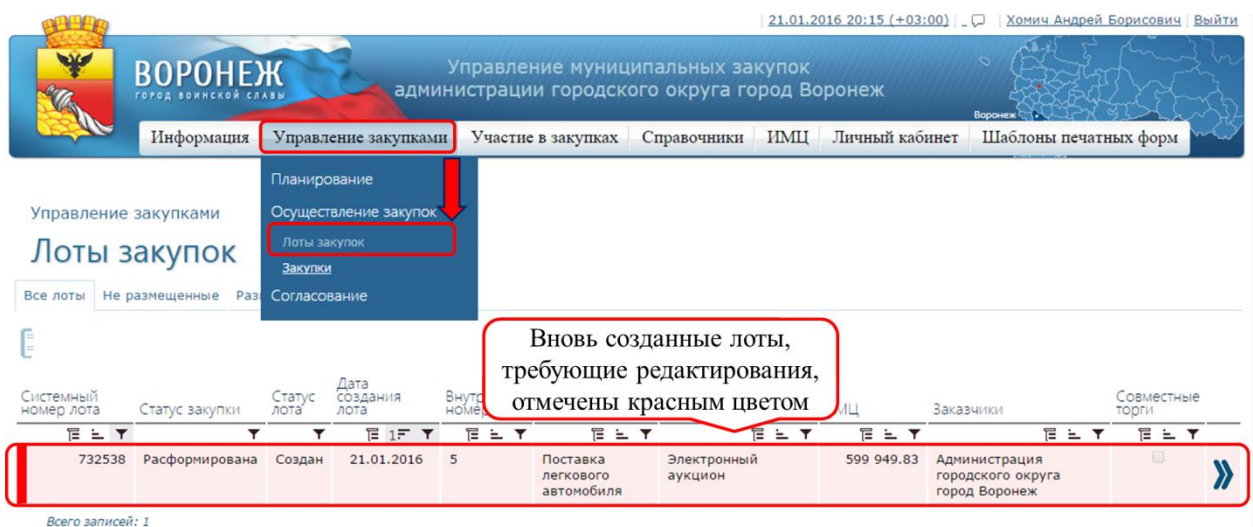 21.01.2016 20:15 (+03:00)
Хомич Андрей Борисович
Выйти
ВОРОНЕЖ
ГОРОД ВОИНСКОЙ СЛАВЫ
Управление муниципальных закупок
администрации городского округа город Воронеж
Воронеж
Информация Управление закупками Участие в закупках Справочники ИМЦ Личный кабинет Шаблоны печатных форм
Планирование
Осуществление закупок
Лоты закупок
Закупки
Согласование
Управление закупками
Лоты закупок
Все лоты Не размещенные Раз
Вновь созданные лоты,
требующие редактирования,
отмечены красным цветом
Системный
номер лота
Статус закупки
Статус
лота
Дата
создания
лота
Внутр
номер
МЦ
Заказчики
Совместные
торги
732538 Расформирована Создан 21.01.2016 5
Поставка
легкового
автомобиля
Электронный
аукцион
599 949.83
Администрация
городского округа
город Воронеж
Всего записей: 1